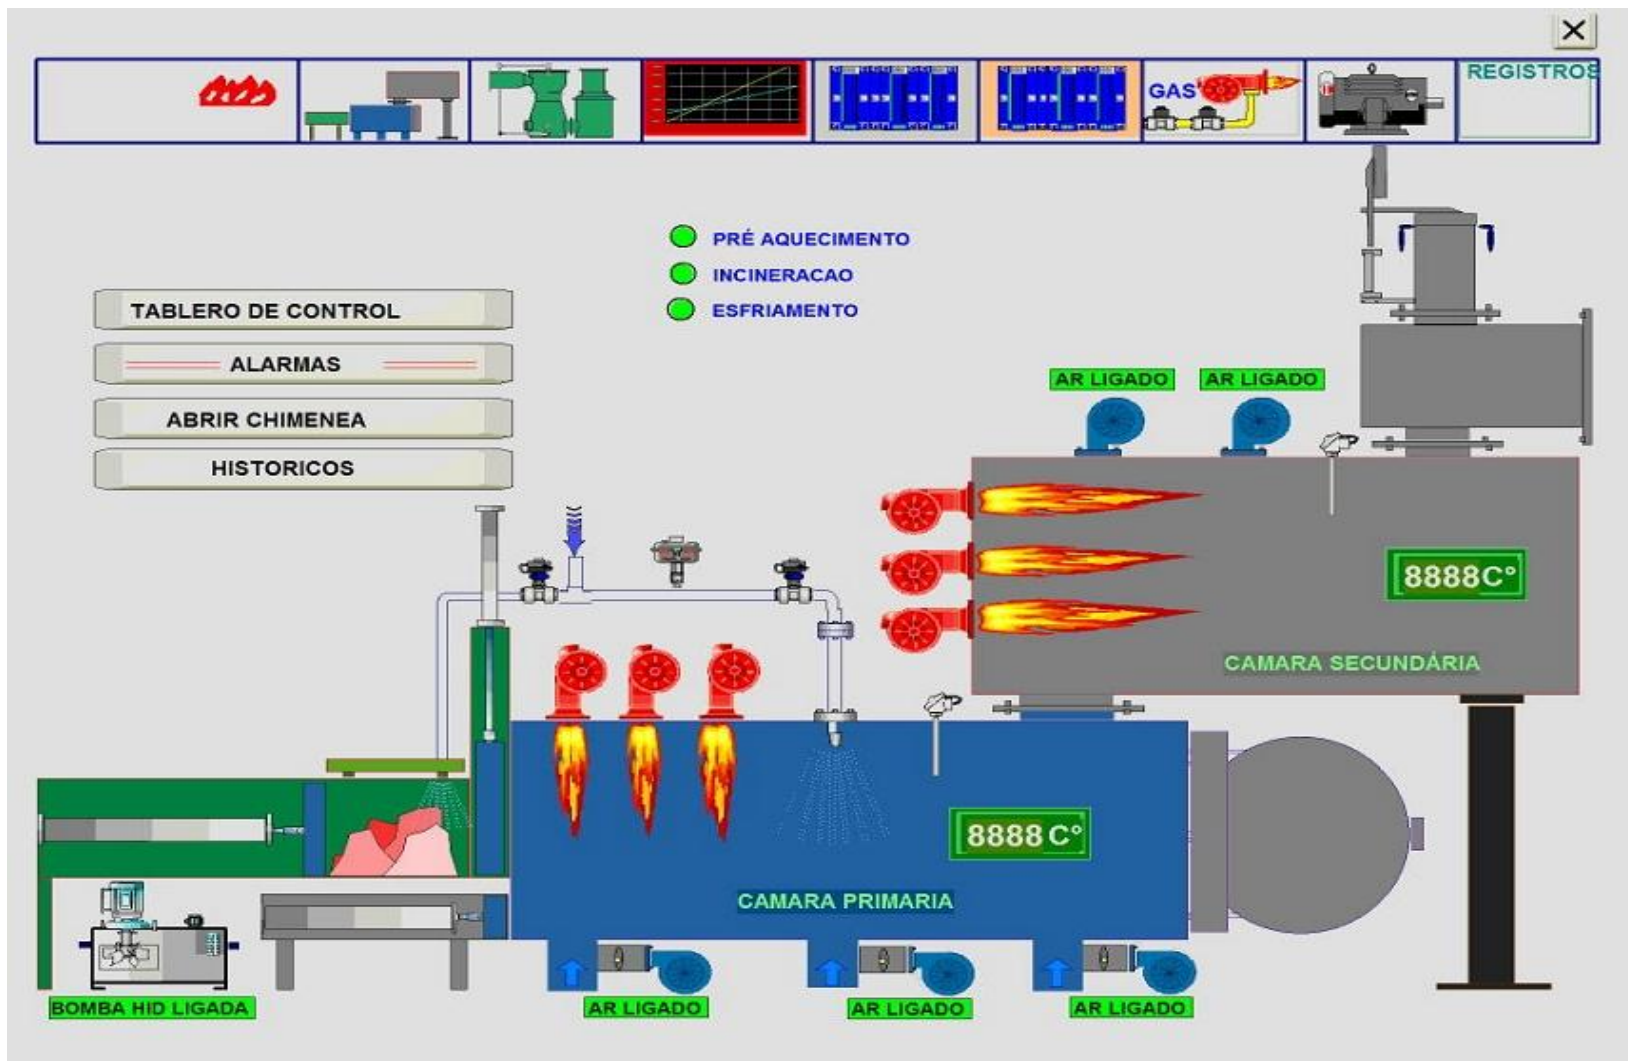 REGISTROS
GAS
PRÉ AQUECIMENTO
INCINERACAO
ESFRIAMENTO
TABLERO DE CONTROL
ALARMAS
ABRIR CHIMENEA
HISTÓRICOS
AR LIGADO
AR LIGADO
8888C°
CAMARA SECUNDÁRIA
8888C°
CAMARA PRIMARIA
BOMBA HID LIGADA
AR LIGADO
AR LIGADO
AR LIGADO